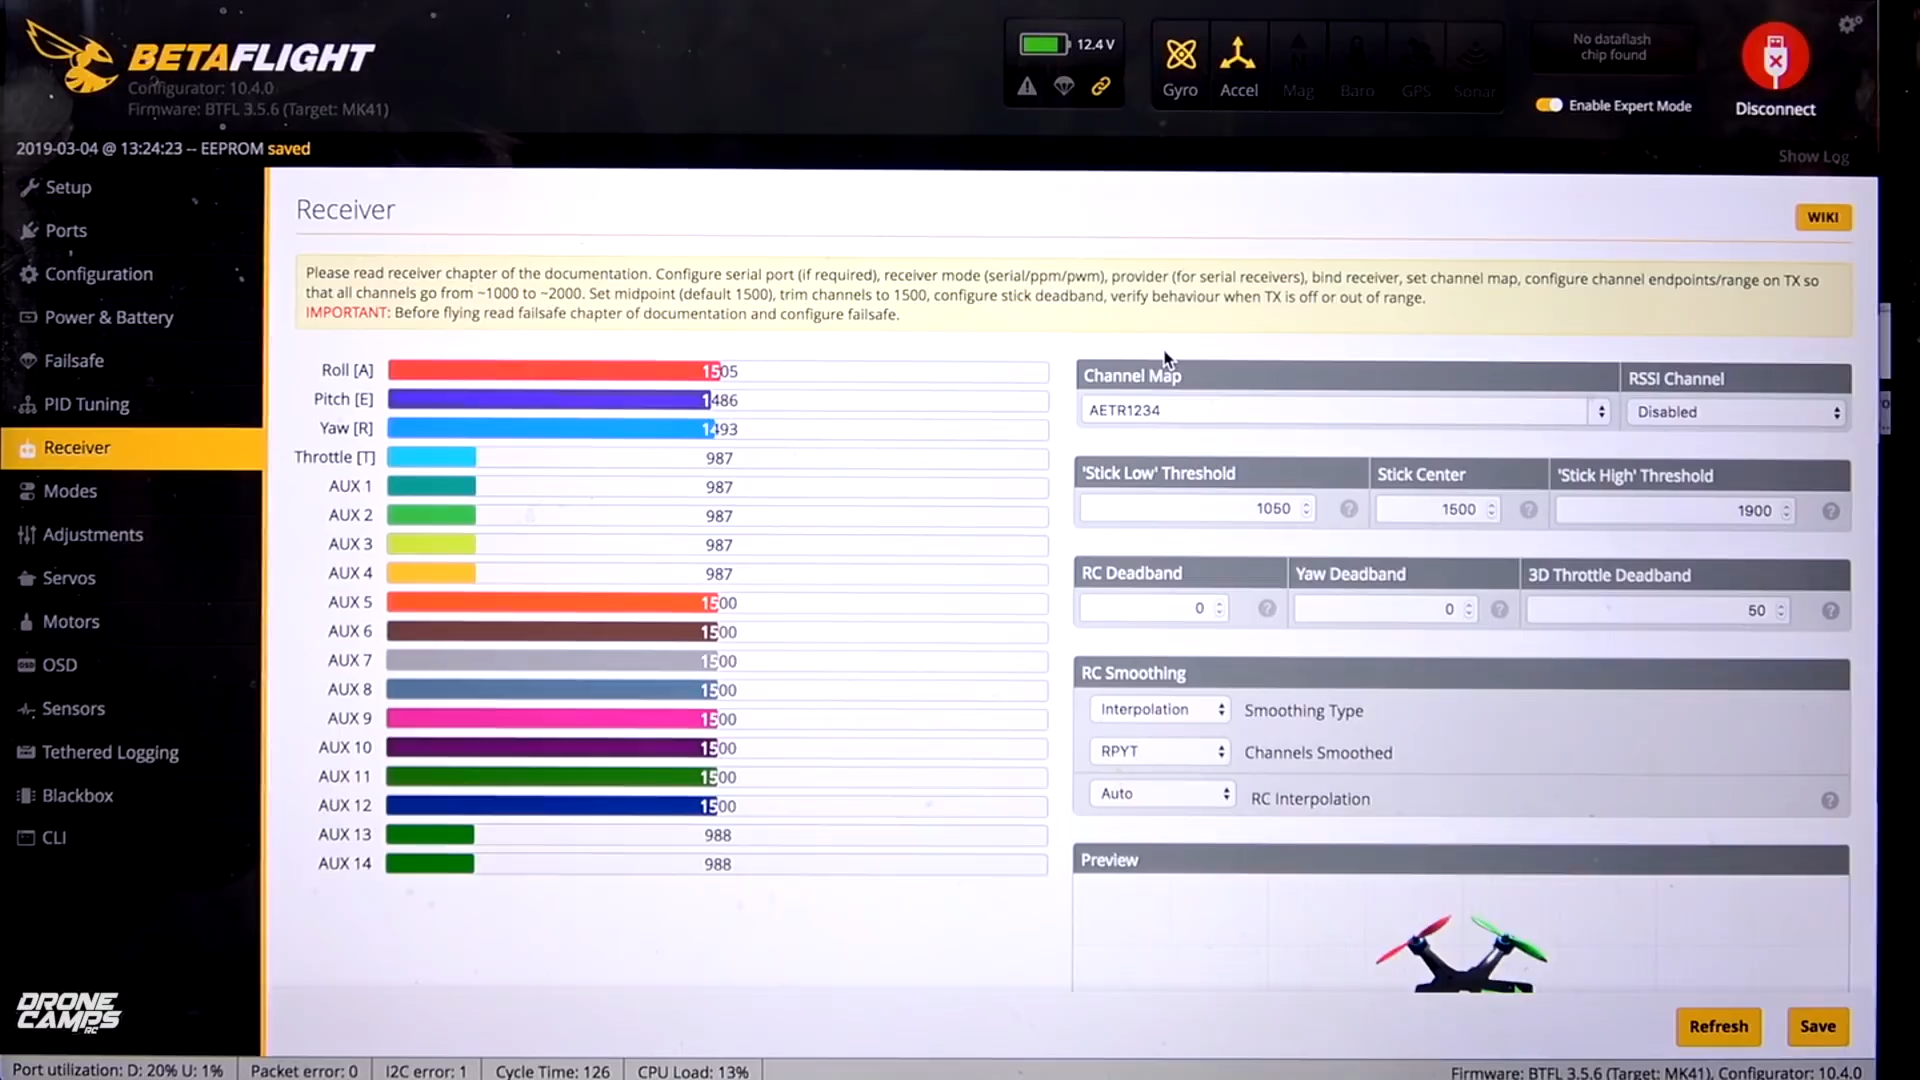 BETAFLIGHT
Configurator: 10.4.0
Firmware: BTFL 3.5.6 (Target: MK41)
12.4 V
Gyro
Accel
Mag
Baro
GPS
Sonar
No dataflash
chip found
Enable Expert Mode
Disconnect
2019-03-04 @ 13:24:23 -- EEPROM saved
Show Log
Setup
Ports
Configuration
Power & Battery
Failsafe
PID Tuning
Receiver
Modes
Adjustments
Servos
Motors
OSD
Sensors
Tethered Logging
Blackbox
CLI
Receiver
WIKI
Please read receiver chapter of the documentation. Configure serial port (if required), receiver mode (serial/ppm/pwm), provider (for serial receivers), bind receiver, set channel map, configure channel endpoints/range on TX so
that all channels go from ~1000 to ~2000. Set midpoint (default 1500), trim channels to 1500, configure stick deadband, verify behaviour when TX is off or out of range.
IMPORTANT: Before flying read failsafe chapter of documentation and configure failsafe.
Roll [A] 1505
Pitch [E] 1486
Yaw [R] 1493
Throttle [T] 987
AUX 1 987
AUX 2 987
AUX 3 987
AUX 4 987
AUX 5 1500
AUX 6 1500
AUX 7 1500
AUX 8 1500
AUX 9 1500
AUX 10 1500
AUX 11 1500
AUX 12 1500
AUX 13 988
AUX 14 988
Channel Map
RSSI Channel
AETR1234
Disabled
'Stick Low' Threshold
Stick Center
'Stick High' Threshold
1050
1500
1900
RC Deadband
Yaw Deadband
3D Throttle Deadband
0
0
50
RC Smoothing
Interpolation Smoothing Type
RPYT Channels Smoothed
Auto RC Interpolation
Preview
Refresh
Save
DRONE
CAMPS
RC
Port utilization: D: 20% U: 1%
Packet error: 0
I2C error: 1
Cycle Time: 126
CPU Load: 13%
Firmware: BTFL 3.5.6 (Target: MK41), Configurator: 10.4.0